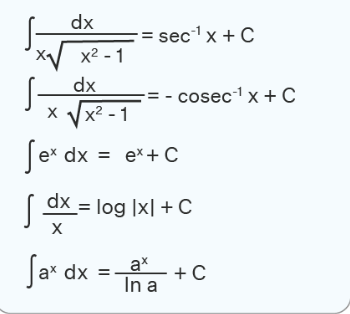 ∫ dx / x√(x² - 1) = sec⁻¹ x + C
∫ dx / x √(x² - 1) = - cosec⁻¹ x + C
∫eˣ dx = eˣ + C
∫ dx / x = log |x| + C
∫aˣ dx = aˣ / ln a + C